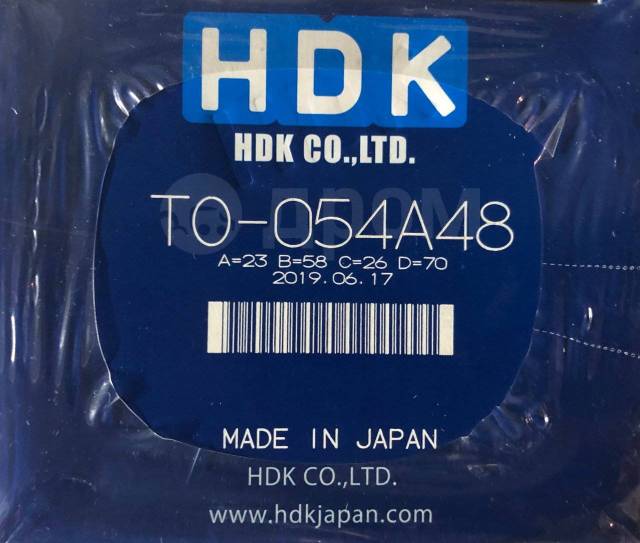 HDK
HDK CO.,LTD.
ДРОМ
TO-054A48
A=23 B=58 C=26 D=70
2019.06.17
MADE IN JAPAN
HDK CO.,LTD.
www.hdkjapan.com